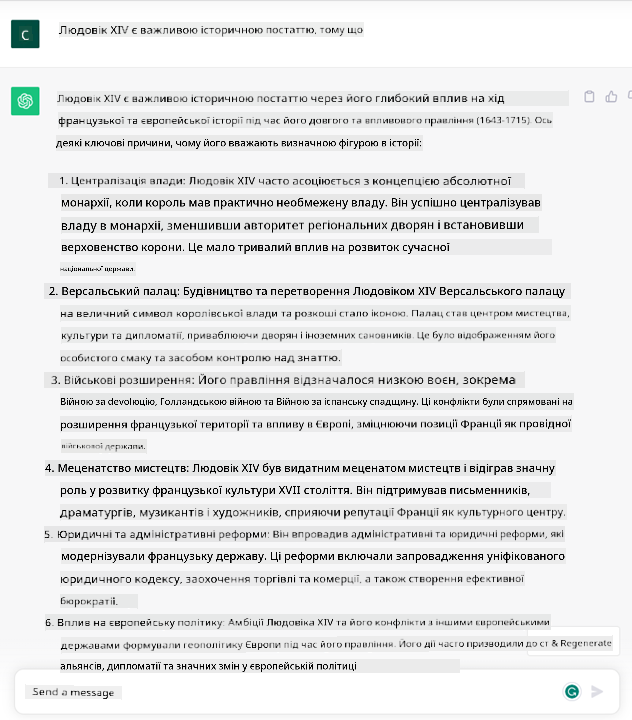 C
Людовік XIV є важливою історичною постаттю, тому що
Людовік XIV є важливою історичною постаттю через його глибокий вплив на хід
французької та європейської історії під час його довгого та впливового правління (1643-1715). Ось
деякі ключові причини, чому його вважають визначною фігурою в історії:
1. Централізація влади: Людовік XIV часто асоціюється з концепцією абсолютної
монархії, коли король мав практично необмежену владу. Він успішно централізував
владу в монархії, зменшивши авторитет регіональних дворян і встановивши
верховенство корони. Це мало тривалий вплив на розвиток сучасної
національної держави.
2. Версальський палац: Будівництво та перетворення Людовіком XIV Версальського палацу
на величний символ королівської влади та розкоші стало іконою. Палац став центром мистецтва,
культури та дипломатії, приваблюючи дворян і іноземних сановників. Це було відображенням його
особистого смаку та засобом контролю над знаттю.
3. Військові розширення: Його правління відзначалося низкою воєн, зокрема
Війною за devolюцію, Голландською війною та Війною за іспанську спадщину. Ці конфлікти були спрямовані на
розширення французької території та впливу в Європі, зміцнюючи позиції Франції як провідної
військової держави.
4. Меценатство мистецтв: Людовік XIV був видатним меценатом мистецтв і відіграв значну
роль у розвитку французької культури XVII століття. Він підтримував письменників,
драматургів, музикантів і художників, сприяючи репутації Франції як культурного центру.
5. Юридичні та адміністративні реформи: Він впровадив адміністративні та юридичні реформи, які
модернізували французьку державу. Ці реформи включали запровадження уніфікованого
юридичного кодексу, заохочення торгівлі та комерції, а також створення ефективної
бюрократії.
6. Вплив на європейську політику: Амбіції Людовіка XIV та його конфлікти з іншими європейськими
державами формували геополітику Європи під час його правління. Його дії часто призводили до ст & Regenerate
альянсів, дипломатії та значних змін у європейській політиці
Send a message